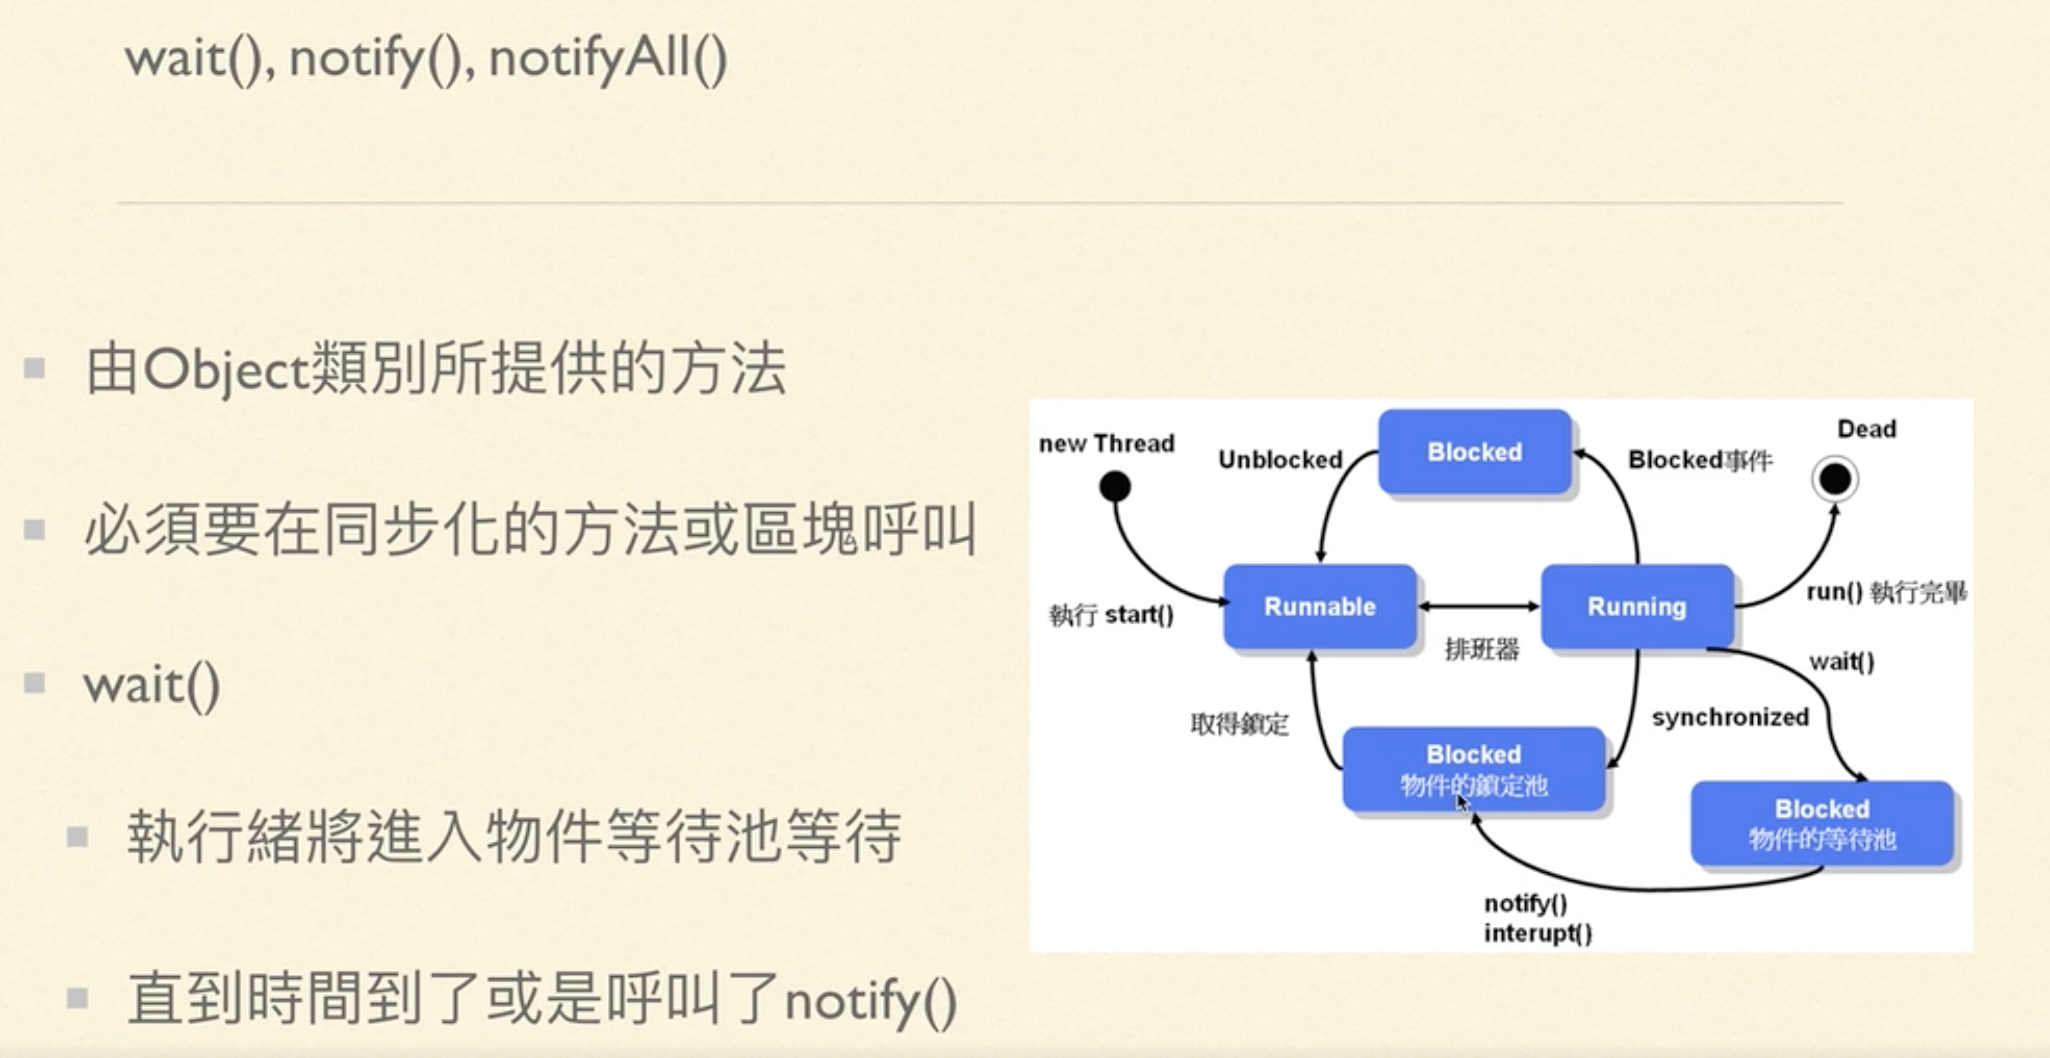 wait(), notify(), notifyAll()
由Object類別所提供的方法
必須要在同步化的方法或區塊呼叫
wait()
執行緒將進入物件等待池等待
直到時間到了或是呼叫了notify()
new Thread
Unblocked
Blocked
Blocked事件
Dead
執行 start()
Runnable
排班器
Running
run() 執行完畢
wait()
取得鎖定
synchronized
Blocked
物件的鎖定池
Blocked
物件的等待池
notify()
interupt()